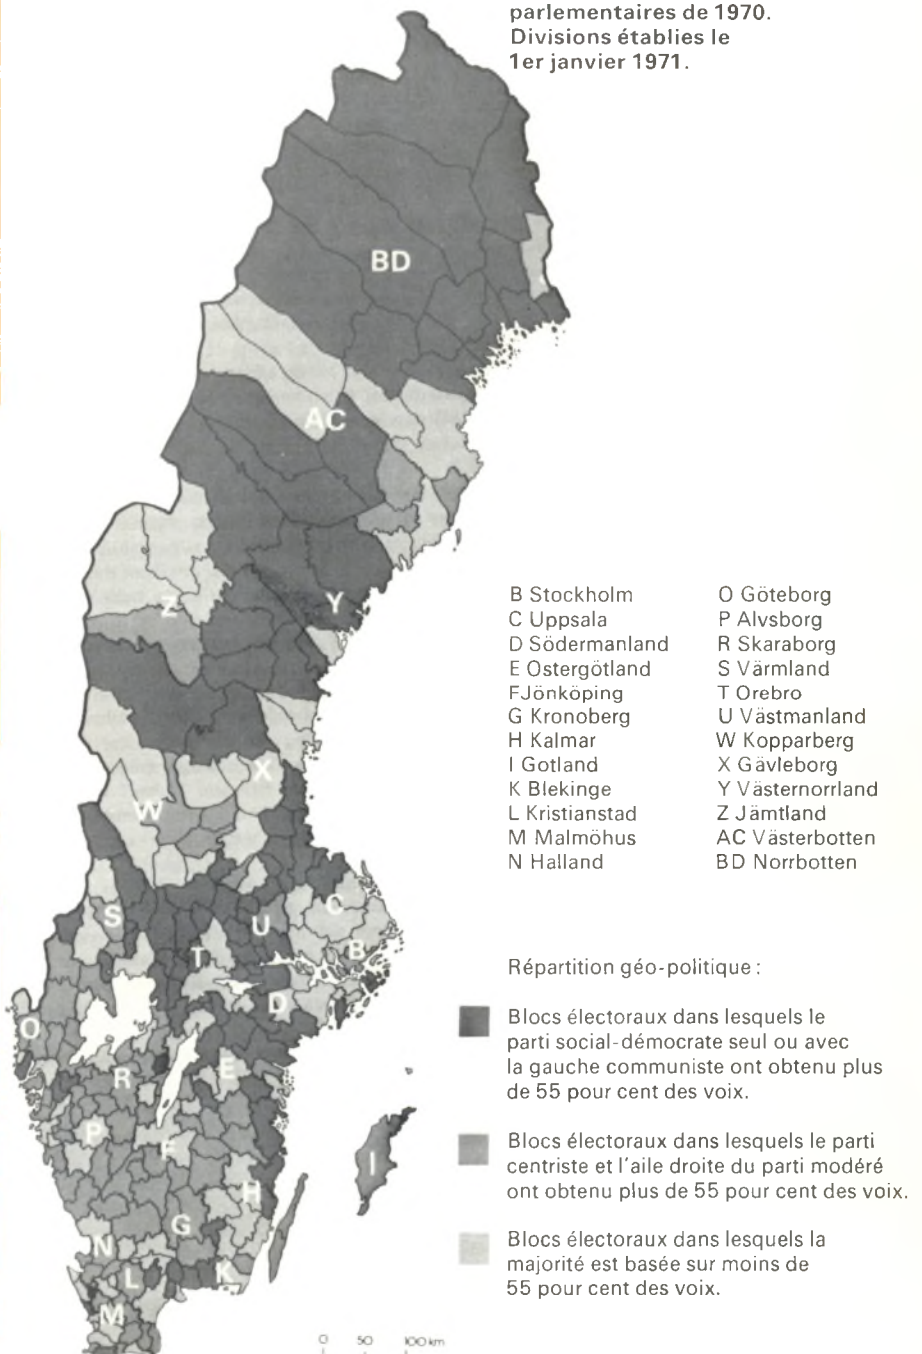 parlementaires de 1970.
Divisions établies le
1er janvier 1971.
BD
AC
Y
Z
X
W
S
C
U
B
T
D
O
E
R
P
F
I
H
G
N
K
L
M
B Stockholm
C Uppsala
D Södermanland
E Ostergötland
F Jönköping
G Kronoberg
H Kalmar
I Gotland
K Blekinge
L Kristianstad
M Malmöhus
N Halland
O Göteborg
P Alvsborg
R Skaraborg
S Värmland
T Orebro
U Västmanland
W Kopparberg
X Gävleborg
Y Västernorrland
Z Jämtland
AC Västerbotten
BD Norrbotten
Répartition géo-politique :
Blocs électoraux dans lesquels le
parti social-démocrate seul ou avec
la gauche communiste ont obtenu plus
de 55 pour cent des voix.
Blocs électoraux dans lesquels le parti
centriste et l'aile droite du parti modéré
ont obtenu plus de 55 pour cent des voix.
Blocs électoraux dans lesquels la
majorité est basée sur moins de
55 pour cent des voix.
0 50 100 km